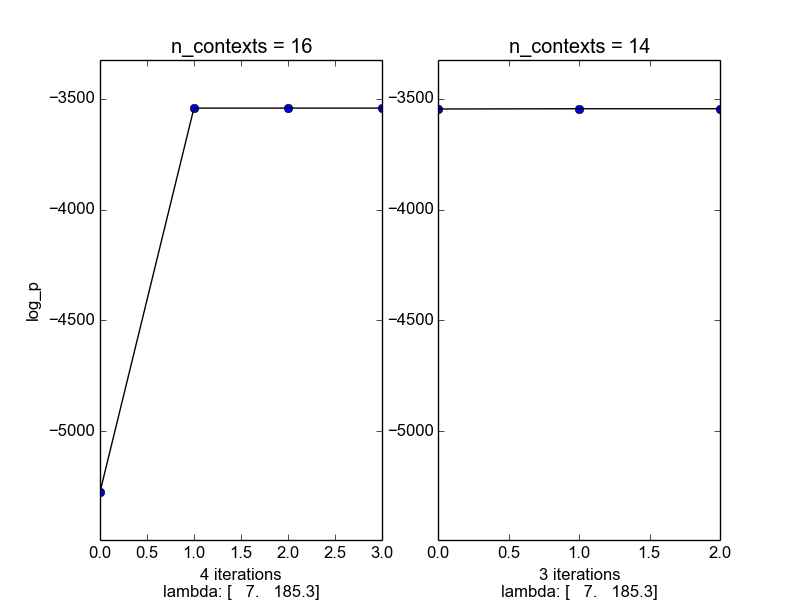 n_contexts = 16
n_contexts = 14
−3500
−4000
−4500
−5000
log_p
0.0 0.5 1.0 1.5 2.0 2.5 3.0
4 iterations
lambda: [   7.   185.3]
−3500
−4000
−4500
−5000
0.0 0.5 1.0 1.5 2.0
3 iterations
lambda: [   7.   185.3]